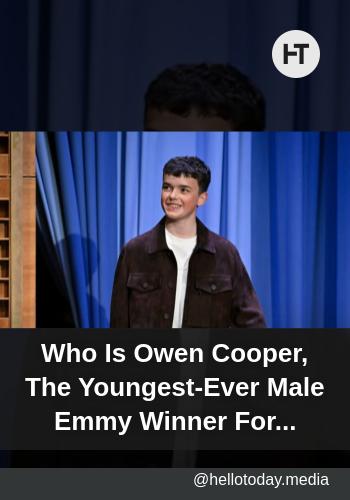 HT
Who Is Owen Cooper,
The Youngest-Ever Male
Emmy Winner For...
@hellotoday.media